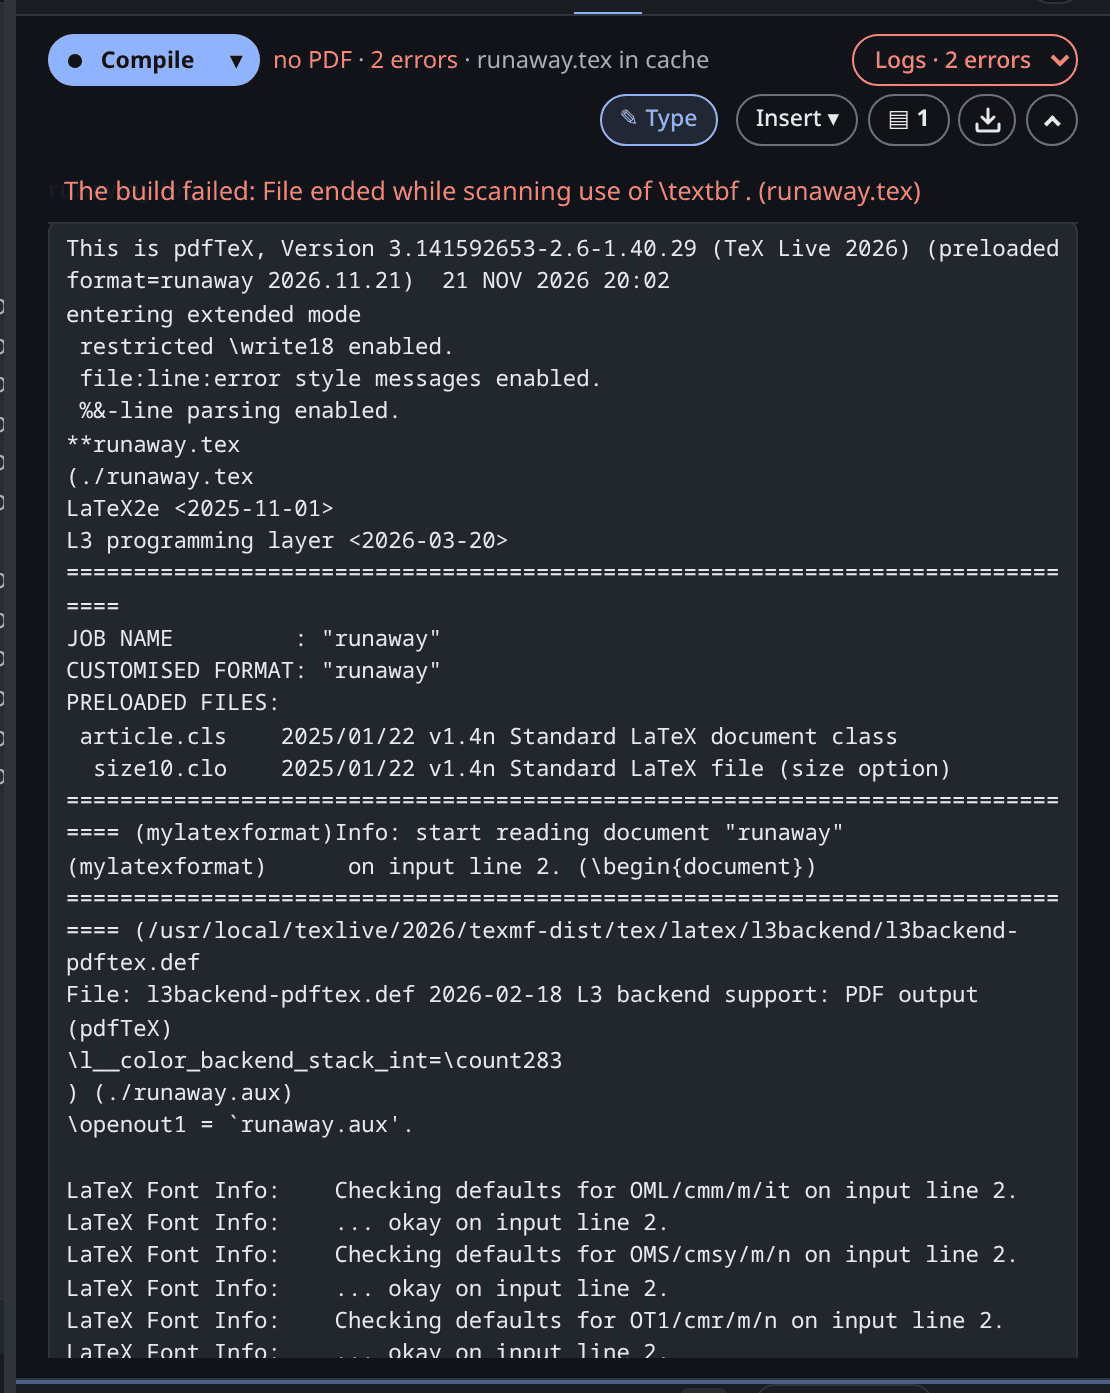 Compile ▾ no PDF · 2 errors · runaway.tex in cache Logs · 2 errors
✎ Type Insert ▾ 1
The build failed: File ended while scanning use of \textbf . (runaway.tex)
This is pdfTeX, Version 3.141592653-2.6-1.40.29 (TeX Live 2026) (preloaded
format=runaway 2026.11.21)  21 NOV 2026 20:02
entering extended mode
 restricted \write18 enabled.
 file:line:error style messages enabled.
 %&-line parsing enabled.
**runaway.tex
(./runaway.tex
LaTeX2e <2025-11-01>
L3 programming layer <2026-03-20>
==========================================================================
====
JOB NAME         : "runaway"
CUSTOMISED FORMAT: "runaway"
PRELOADED FILES:
 article.cls    2025/01/22 v1.4n Standard LaTeX document class
  size10.clo    2025/01/22 v1.4n Standard LaTeX file (size option)
==========================================================================
==== (mylatexformat)Info: start reading document "runaway"
(mylatexformat)      on input line 2. (\begin{document})
==========================================================================
==== (/usr/local/texlive/2026/texmf-dist/tex/latex/l3backend/l3backend-
pdftex.def
File: l3backend-pdftex.def 2026-02-18 L3 backend support: PDF output
(pdfTeX)
\l__color_backend_stack_int=\count283
) (./runaway.aux)
\openout1 = `runaway.aux'.

LaTeX Font Info:    Checking defaults for OML/cmm/m/it on input line 2.
LaTeX Font Info:    ... okay on input line 2.
LaTeX Font Info:    Checking defaults for OMS/cmsy/m/n on input line 2.
LaTeX Font Info:    ... okay on input line 2.
LaTeX Font Info:    Checking defaults for OT1/cmr/m/n on input line 2.
LaTeX Font Info:    ... okay on input line 2.